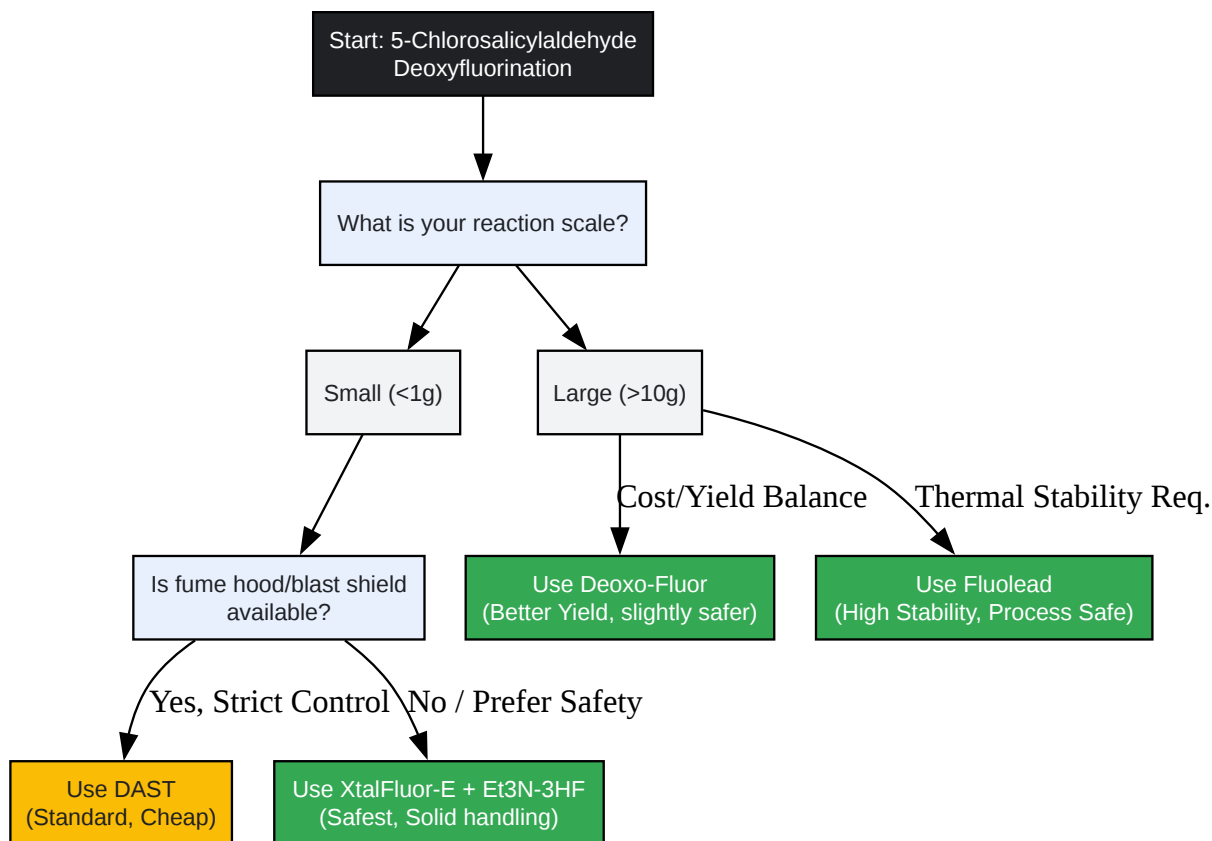 Start: 5-Chlorosalicylaldehyde
Deoxyfluorination
What is your reaction scale?
Small (<1g)
Large (>10g)
Cost/Yield Balance
Thermal Stability Req.
Is fume hood/blast shield
available?
Use Deoxo-Fluor
(Better Yield, slightly safer)
Use Fluolead
(High Stability, Process Safe)
Yes, Strict Control
No / Prefer Safety
Use DAST
(Standard, Cheap)
Use XtalFluor-E + Et3N-3HF
(Safest, Solid handling)